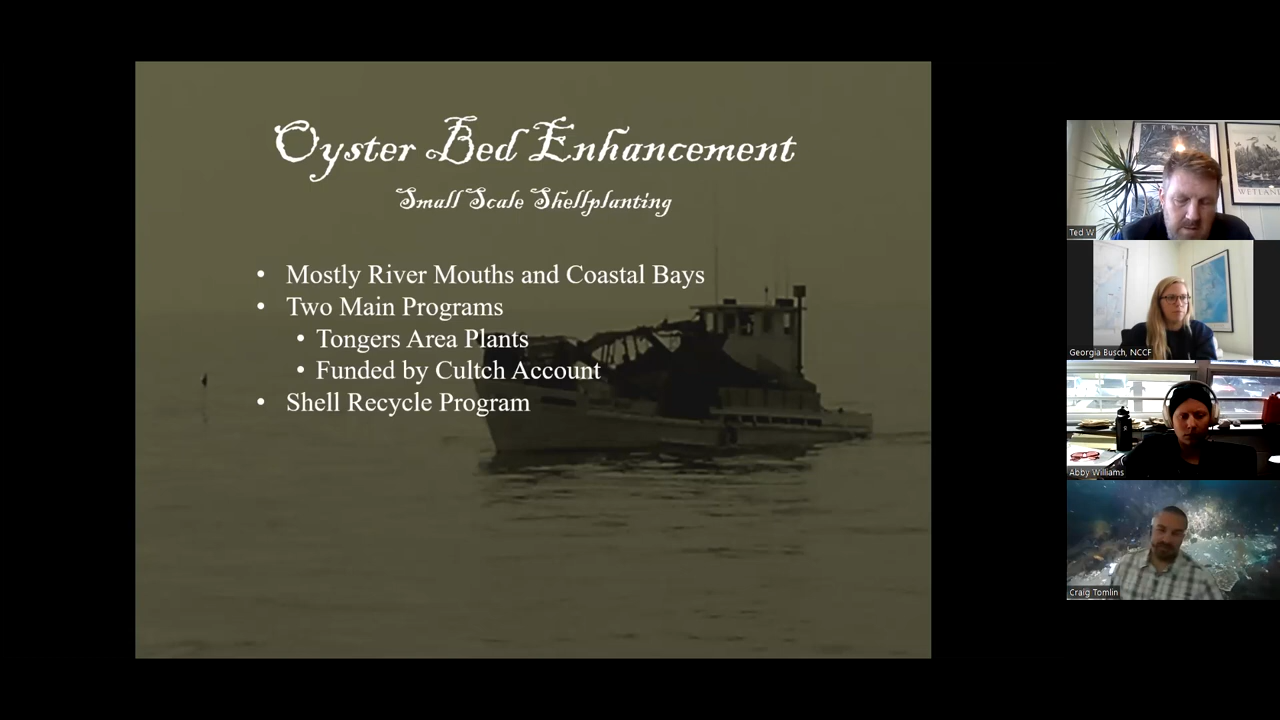 Oyster Bed Enhancement
Small Scale Shellplanting
• Mostly River Mouths and Coastal Bays
• Two Main Programs
• Tongers Area Plants
• Funded by Cultch Account
• Shell Recycle Program
Ted W
Georgia Busch, NCCF
Abby Williams
Craig Tomlin